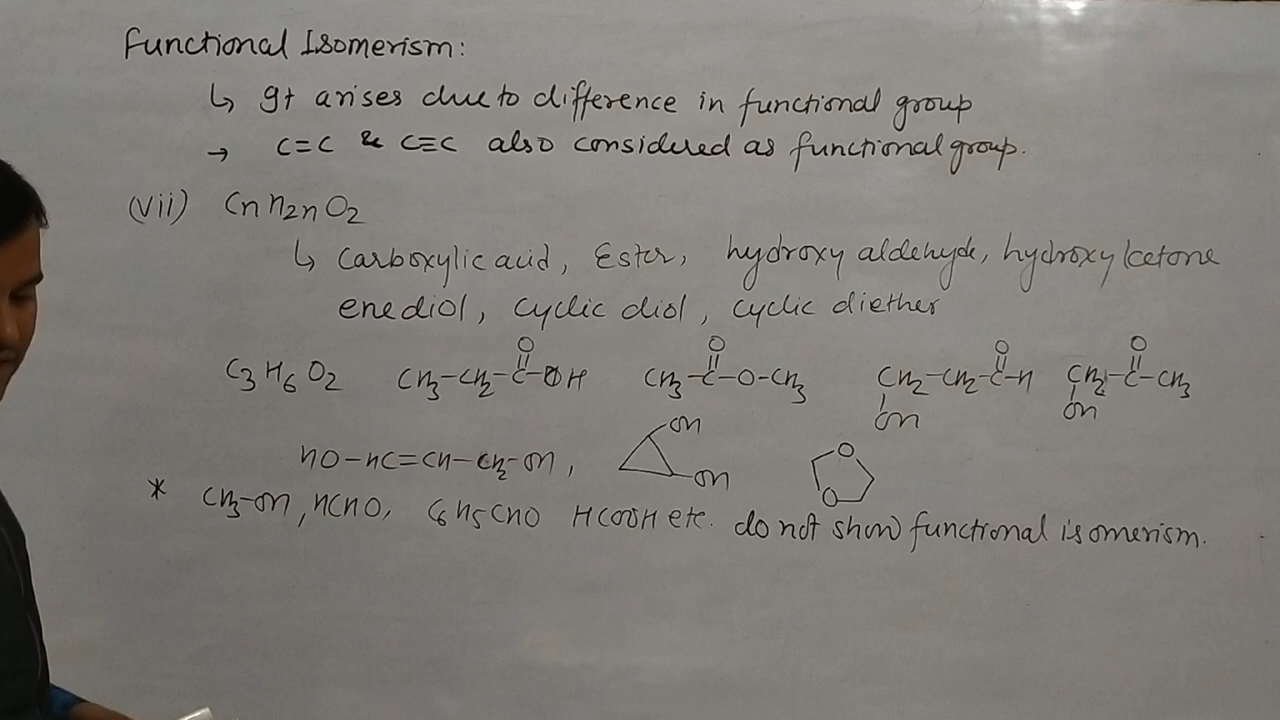 Functional Isomerism:
↳ It arises due to difference in functional group
→ C=C & C≡C also considered as functional group.
(vii) CnH2nO2
↳ Carboxylic acid, Ester, hydroxy aldehyde, hydroxy ketone
enediol, cyclic diol, cyclic diether
C3H6O2 CH3-CH2-C(=O)-OH CH3-C(=O)-O-CH3 CH2(OH)-CH2-C(=O)-H CH2(OH)-C(=O)-CH3
HO-HC=CH-CH2-OH, OH OH O O
* CH3-OH, HCHO, C6H5CHO HCOOH etc. do not show functional isomerism.